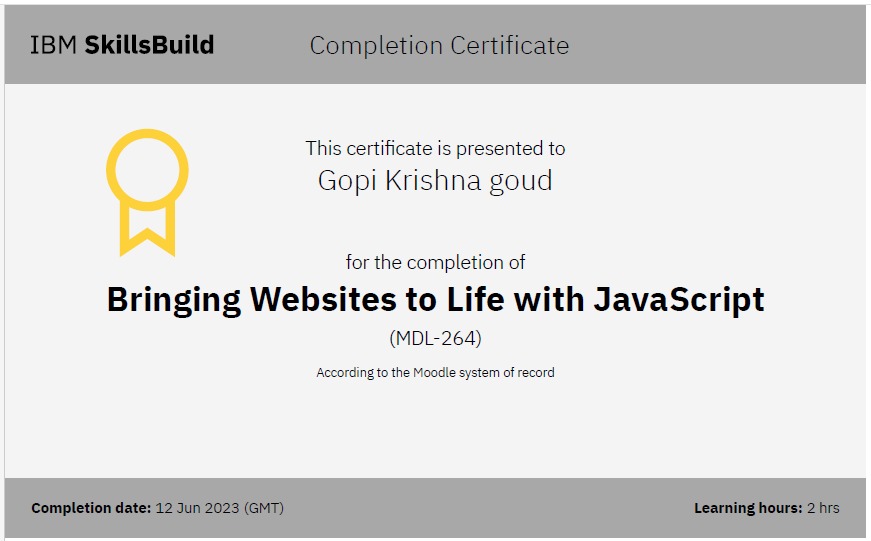 IBM SkillsBuild
Completion Certificate
This certificate is presented to
Gopi Krishna goud
for the completion of
Bringing Websites to Life with JavaScript
(MDL-264)
According to the Moodle system of record
Completion date: 12 Jun 2023 (GMT)
Learning hours: 2 hrs